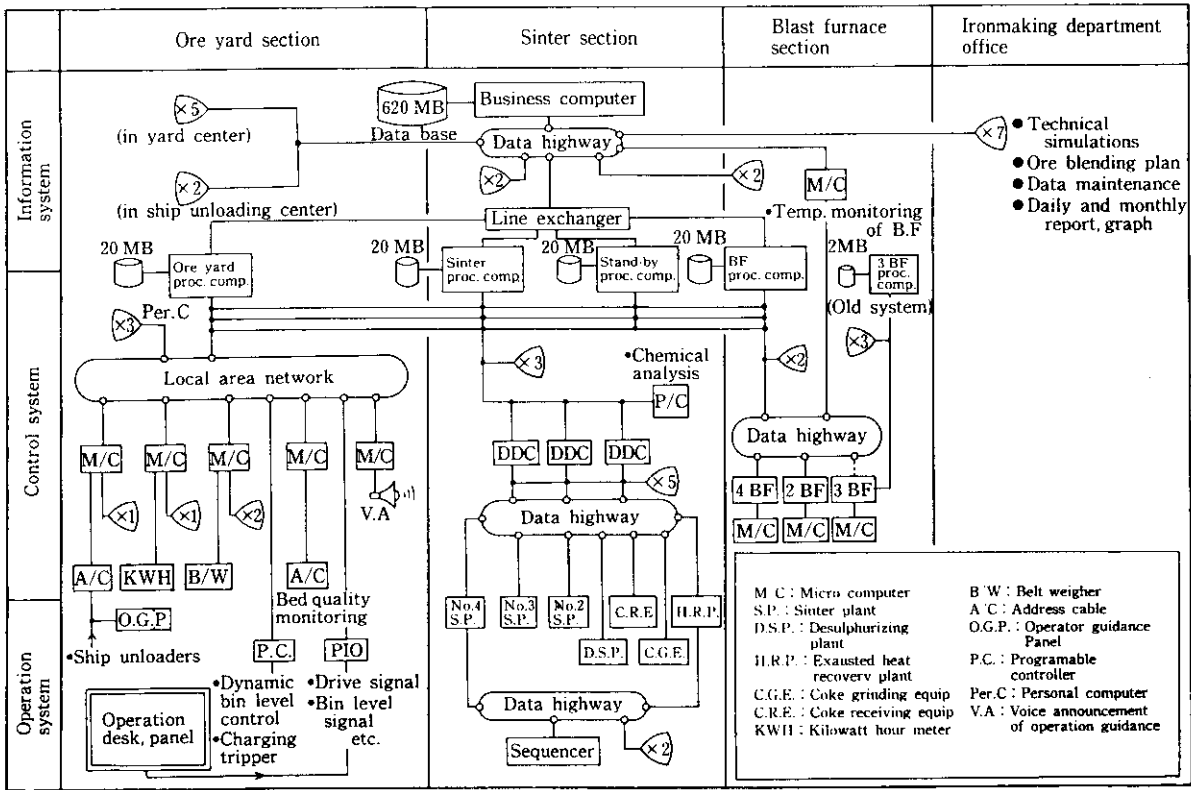 Ore yard section
Sinter section
Blast furnace
section
Ironmaking department
office
Information
system
Control system
Operation
system
×5
(in yard center)
×2
(in ship unloading center)
620 MB
Data base
Business computer
Data highway
×2
×2
M/C
×7
● Technical
simulations
● Ore blending plan
● Data maintenance
● Daily and monthly
report, graph
Line exchanger
•Temp. monitoring
of B.F
20 MB
Ore yard
proc. comp.
20 MB
Sinter
proc. comp.
20 MB
Stand-by
proc. comp.
20 MB
BF
proc. comp.
2MB
3 BF
proc.
comp.
(Old system)
Per.C
×3
×3
•Chemical
analysis
P/C
×2
×3
Local area network
M/C
M/C
M/C
M/C
M/C
×1
×1
×2
V.A
DDC
DDC
DDC
×5
Data highway
Data highway
4 BF
2 BF
3 BF
M/C
M/C
M/C
A/C
KWH
B/W
A/C
Bed quality
monitoring
O.G.P
•Ship unloaders
P.C.
PIO
•Dynamic
bin level
control
•Charging
tripper
•Drive signal
•Bin level
signal
etc.
Operation
desk, panel
No.4
S.P.
No.3
S.P.
No.2
S.P.
C.R.E
H.R.P.
D.S.P.
C.G.E.
Data highway
Sequencer
×2
M C : Micro computer
S.P. : Sinter plant
D.S.P. : Desulphurizing
plant
H.R.P. : Exausted heat
recovery plant
C.G.E. : Coke grinding equip
C.R.E. : Coke receiving equip
KWH : Kilowatt hour meter
B W : Belt weigher
A C : Address cable
O.G.P. : Operator guidance
Panel
P.C. : Programable
controller
Per.C : Personal computer
V.A : Voice announcement
of operation guidance